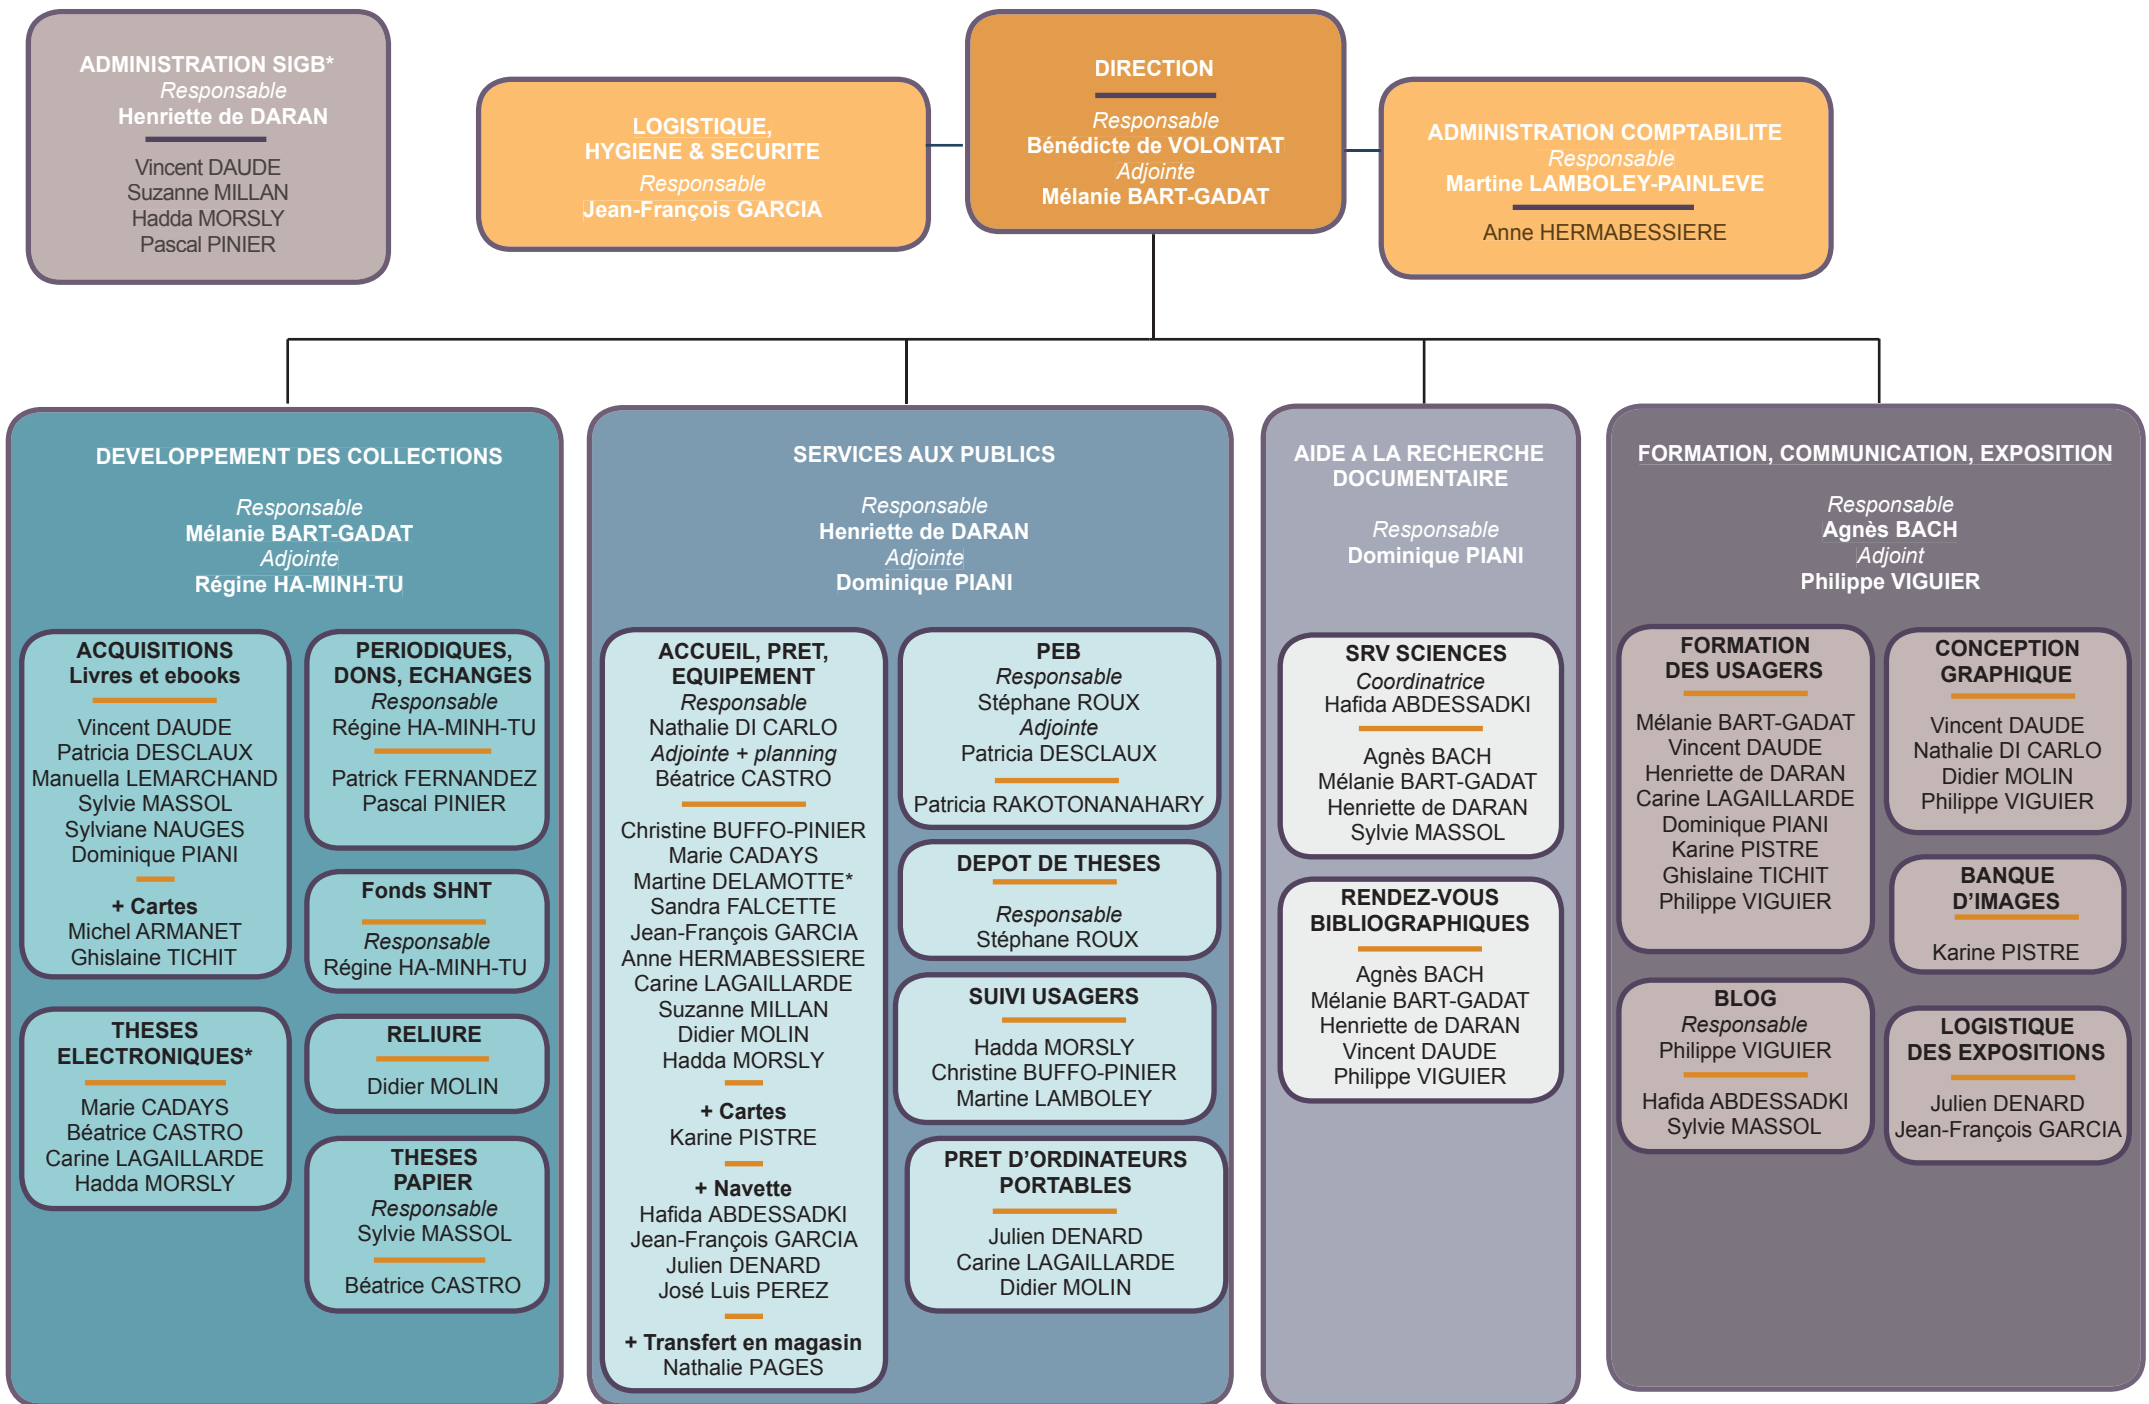 ADMINISTRATION SIGB*
Responsable
Henriette de DARAN
Vincent DAUDE
Suzanne MILLAN
Hadda MORSLY
Pascal PINIER
LOGISTIQUE,
HYGIENE & SECURITE
Responsable
Jean-François GARCIA
DIRECTION
Responsable
Bénédicte de VOLONTAT
Adjointe
Mélanie BART-GADAT
ADMINISTRATION COMPTABILITE
Responsable
Martine LAMBOLEY-PAINLEVE
Anne HERMABESSIERE
DEVELOPPEMENT DES COLLECTIONS
Responsable
Mélanie BART-GADAT
Adjointe
Régine HA-MINH-TU
ACQUISITIONS
Livres et ebooks
Vincent DAUDE
Patricia DESCLAUX
Manuella LEMARCHAND
Sylvie MASSOL
Sylviane NAUGES
Dominique PIANI
+ Cartes
Michel ARMANET
Ghislaine TICHIT
THESES
ELECTRONIQUES*
Marie CADAYS
Béatrice CASTRO
Carine LAGAILLARDE
Hadda MORSLY
PERIODIQUES,
DONS, ECHANGES
Responsable
Régine HA-MINH-TU
Patrick FERNANDEZ
Pascal PINIER
Fonds SHNT
Responsable
Régine HA-MINH-TU
RELIURE
Didier MOLIN
THESES
PAPIER
Responsable
Sylvie MASSOL
Béatrice CASTRO
SERVICES AUX PUBLICS
Responsable
Henriette de DARAN
Adjointe
Dominique PIANI
ACCUEIL, PRET,
EQUIPEMENT
Responsable
Nathalie DI CARLO
Adjointe + planning
Béatrice CASTRO
Christine BUFFO-PINIER
Marie CADAYS
Martine DELAMOTTE*
Sandra FALCETTE
Jean-François GARCIA
Anne HERMABESSIERE
Carine LAGAILLARDE
Suzanne MILLAN
Didier MOLIN
Hadda MORSLY
+ Cartes
Karine PISTRE
+ Navette
Hafida ABDESSADKI
Jean-François GARCIA
Julien DENARD
José Luis PEREZ
+ Transfert en magasin
Nathalie PAGES
PEB
Responsable
Stéphane ROUX
Adjointe
Patricia DESCLAUX
Patricia RAKOTONANAHARY
DEPOT DE THESES
Responsable
Stéphane ROUX
SUIVI USAGERS
Hadda MORSLY
Christine BUFFO-PINIER
Martine LAMBOLEY
PRET D'ORDINATEURS
PORTABLES
Julien DENARD
Carine LAGAILLARDE
Didier MOLIN
AIDE A LA RECHERCHE
DOCUMENTAIRE
Responsable
Dominique PIANI
SRV SCIENCES
Coordinatrice
Hafida ABDESSADKI
Agnès BACH
Mélanie BART-GADAT
Henriette de DARAN
Sylvie MASSOL
RENDEZ-VOUS
BIBLIOGRAPHIQUES
Agnès BACH
Mélanie BART-GADAT
Henriette de DARAN
Vincent DAUDE
Philippe VIGUIER
FORMATION, COMMUNICATION, EXPOSITION
Responsable
Agnès BACH
Adjoint
Philippe VIGUIER
FORMATION
DES USAGERS
Mélanie BART-GADAT
Vincent DAUDE
Henriette de DARAN
Carine LAGAILLARDE
Dominique PIANI
Karine PISTRE
Ghislaine TICHIT
Philippe VIGUIER
BLOG
Responsable
Philippe VIGUIER
Hafida ABDESSADKI
Sylvie MASSOL
CONCEPTION
GRAPHIQUE
Vincent DAUDE
Nathalie DI CARLO
Didier MOLIN
Philippe VIGUIER
BANQUE
D'IMAGES
Karine PISTRE
LOGISTIQUE
DES EXPOSITIONS
Julien DENARD
Jean-François GARCIA